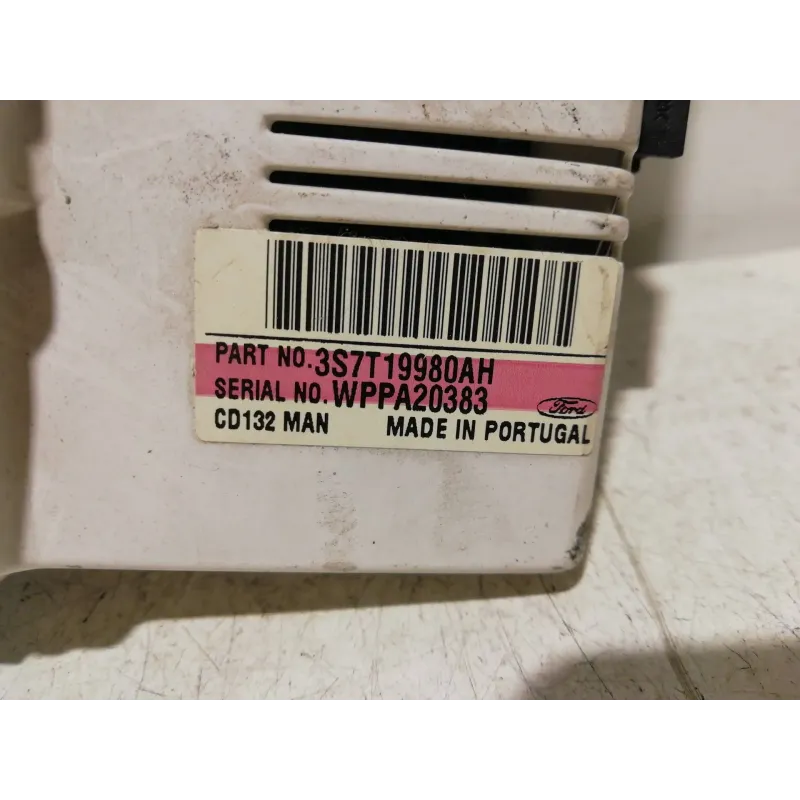 PART NO. 3S7T19980AH
SERIAL NO. WPPA20383
Ford
CD132 MAN MADE IN PORTUGAL